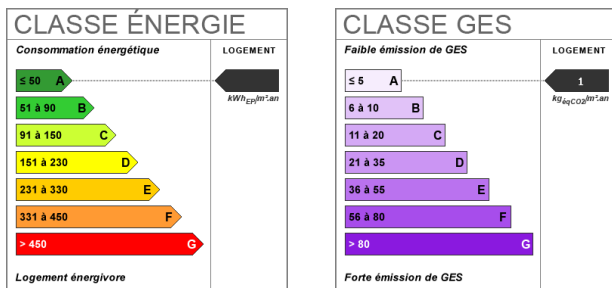 CLASSE ÉNERGIE
Consommation énergétique
LOGEMENT
≤ 50 A
51 à 90 B
91 à 150 C
151 à 230 D
231 à 330 E
331 à 450 F
> 450 G
kWhEP/m².an
Logement énergivore
CLASSE GES
Faible émission de GES
LOGEMENT
≤ 5 A
1
6 à 10 B
11 à 20 C
21 à 35 D
36 à 55 E
56 à 80 F
> 80 G
kgéqCO2/m².an
Forte émission de GES